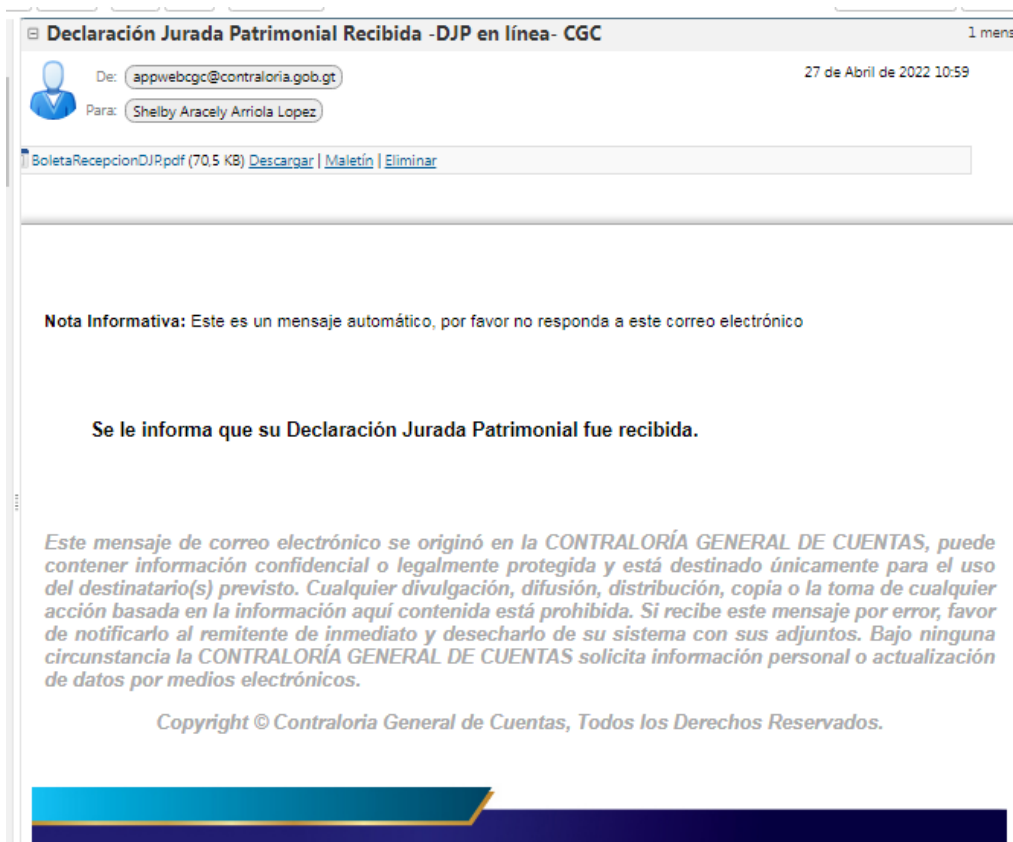 Declaración Jurada Patrimonial Recibida -DJP en línea- CGC 1 mens
De: appwebcgc@contraloria.gob.gt 27 de Abril de 2022 10:59
Para: Shelby Aracely Arriola Lopez
BoletaRecepcionDJP.pdf (70,5 KB) Descargar | Maletín | Eliminar
Nota Informativa: Este es un mensaje automático, por favor no responda a este correo electrónico
Se le informa que su Declaración Jurada Patrimonial fue recibida.
Este mensaje de correo electrónico se originó en la CONTRALORÍA GENERAL DE CUENTAS, puede
contener información confidencial o legalmente protegida y está destinado únicamente para el uso
del destinatario(s) previsto. Cualquier divulgación, difusión, distribución, copia o la toma de cualquier
acción basada en la información aquí contenida está prohibida. Si recibe este mensaje por error, favor
de notificarlo al remitente de inmediato y desecharlo de su sistema con sus adjuntos. Bajo ninguna
circunstancia la CONTRALORÍA GENERAL DE CUENTAS solicita información personal o actualización
de datos por medios electrónicos.
Copyright © Contraloria General de Cuentas, Todos los Derechos Reservados.